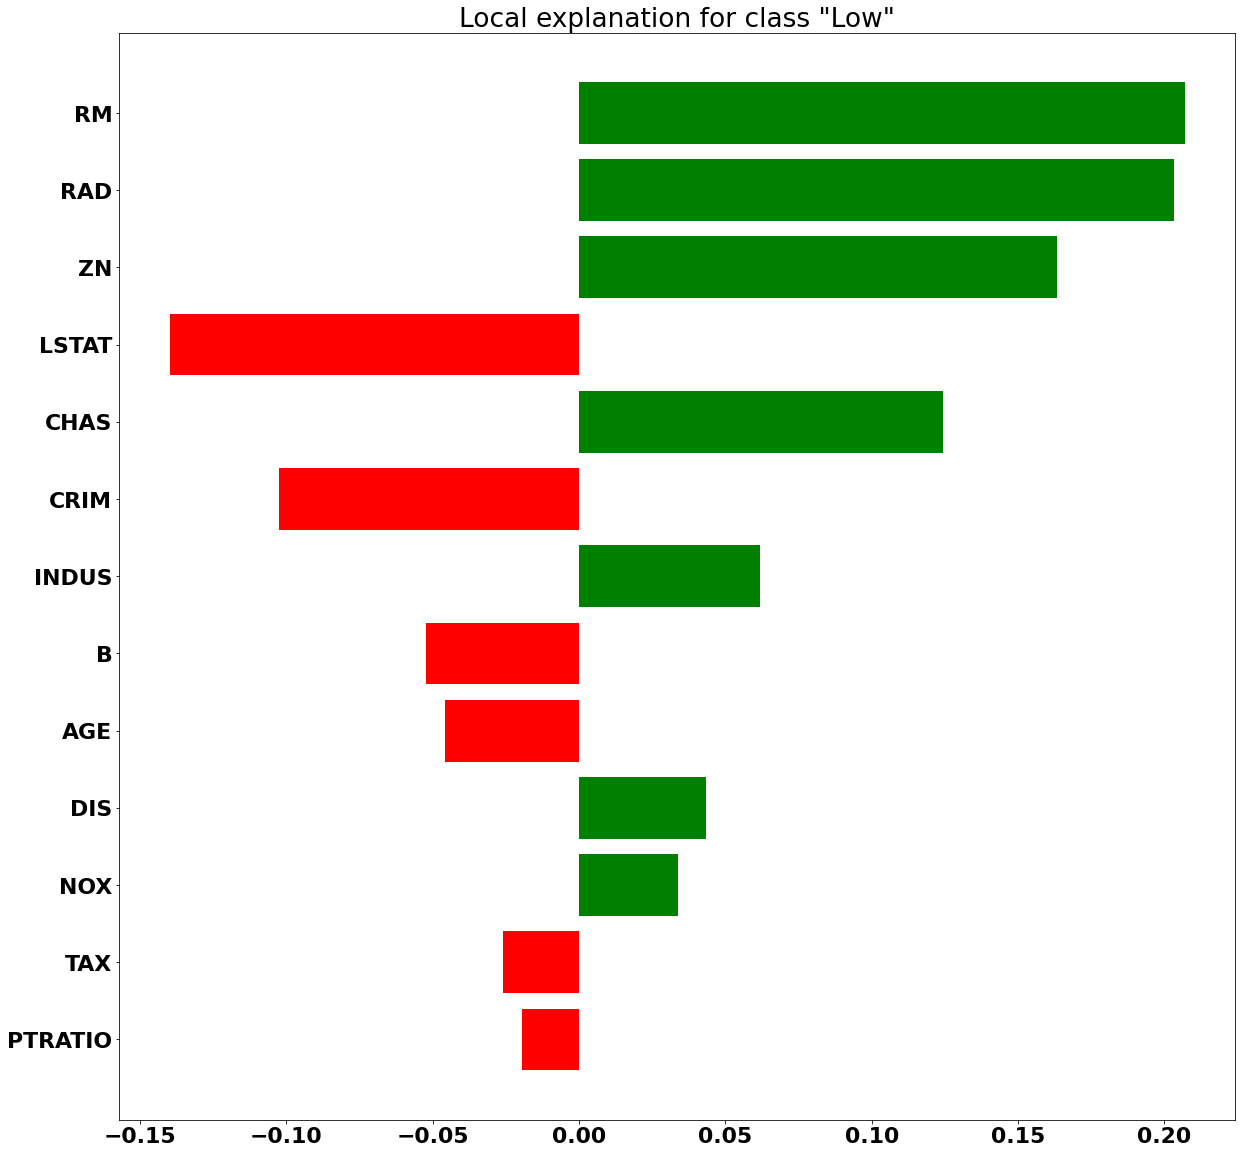 Local explanation for class "Low"
RM
RAD
ZN
LSTAT
CHAS
CRIM
INDUS
B
AGE
DIS
NOX
TAX
PTRATIO
−0.15 −0.10 −0.05 0.00 0.05 0.10 0.15 0.20